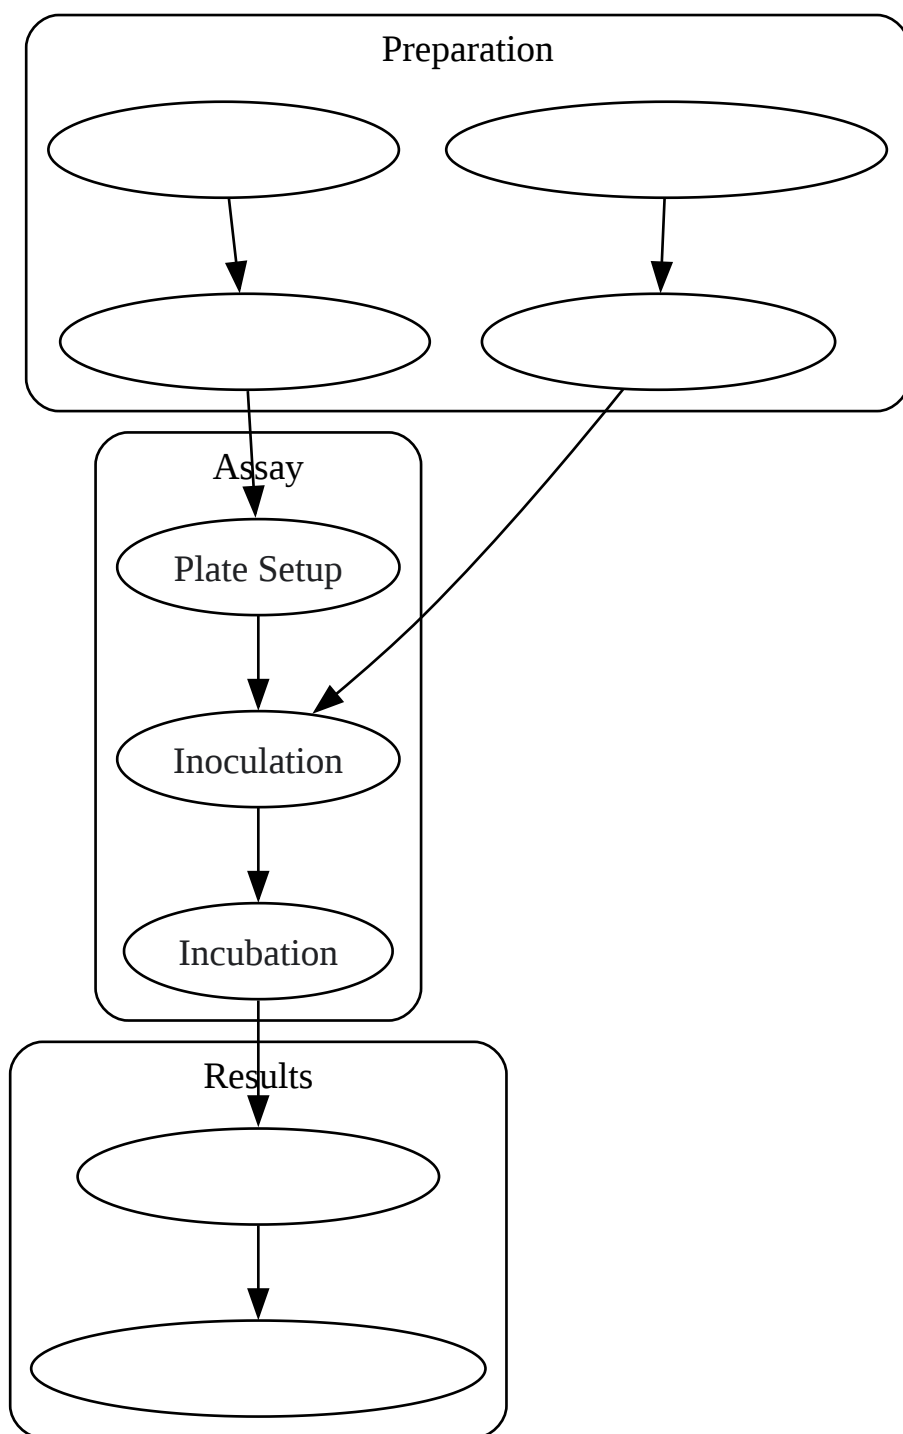 Preparation
Assay
Plate Setup
Inoculation
Incubation
Results